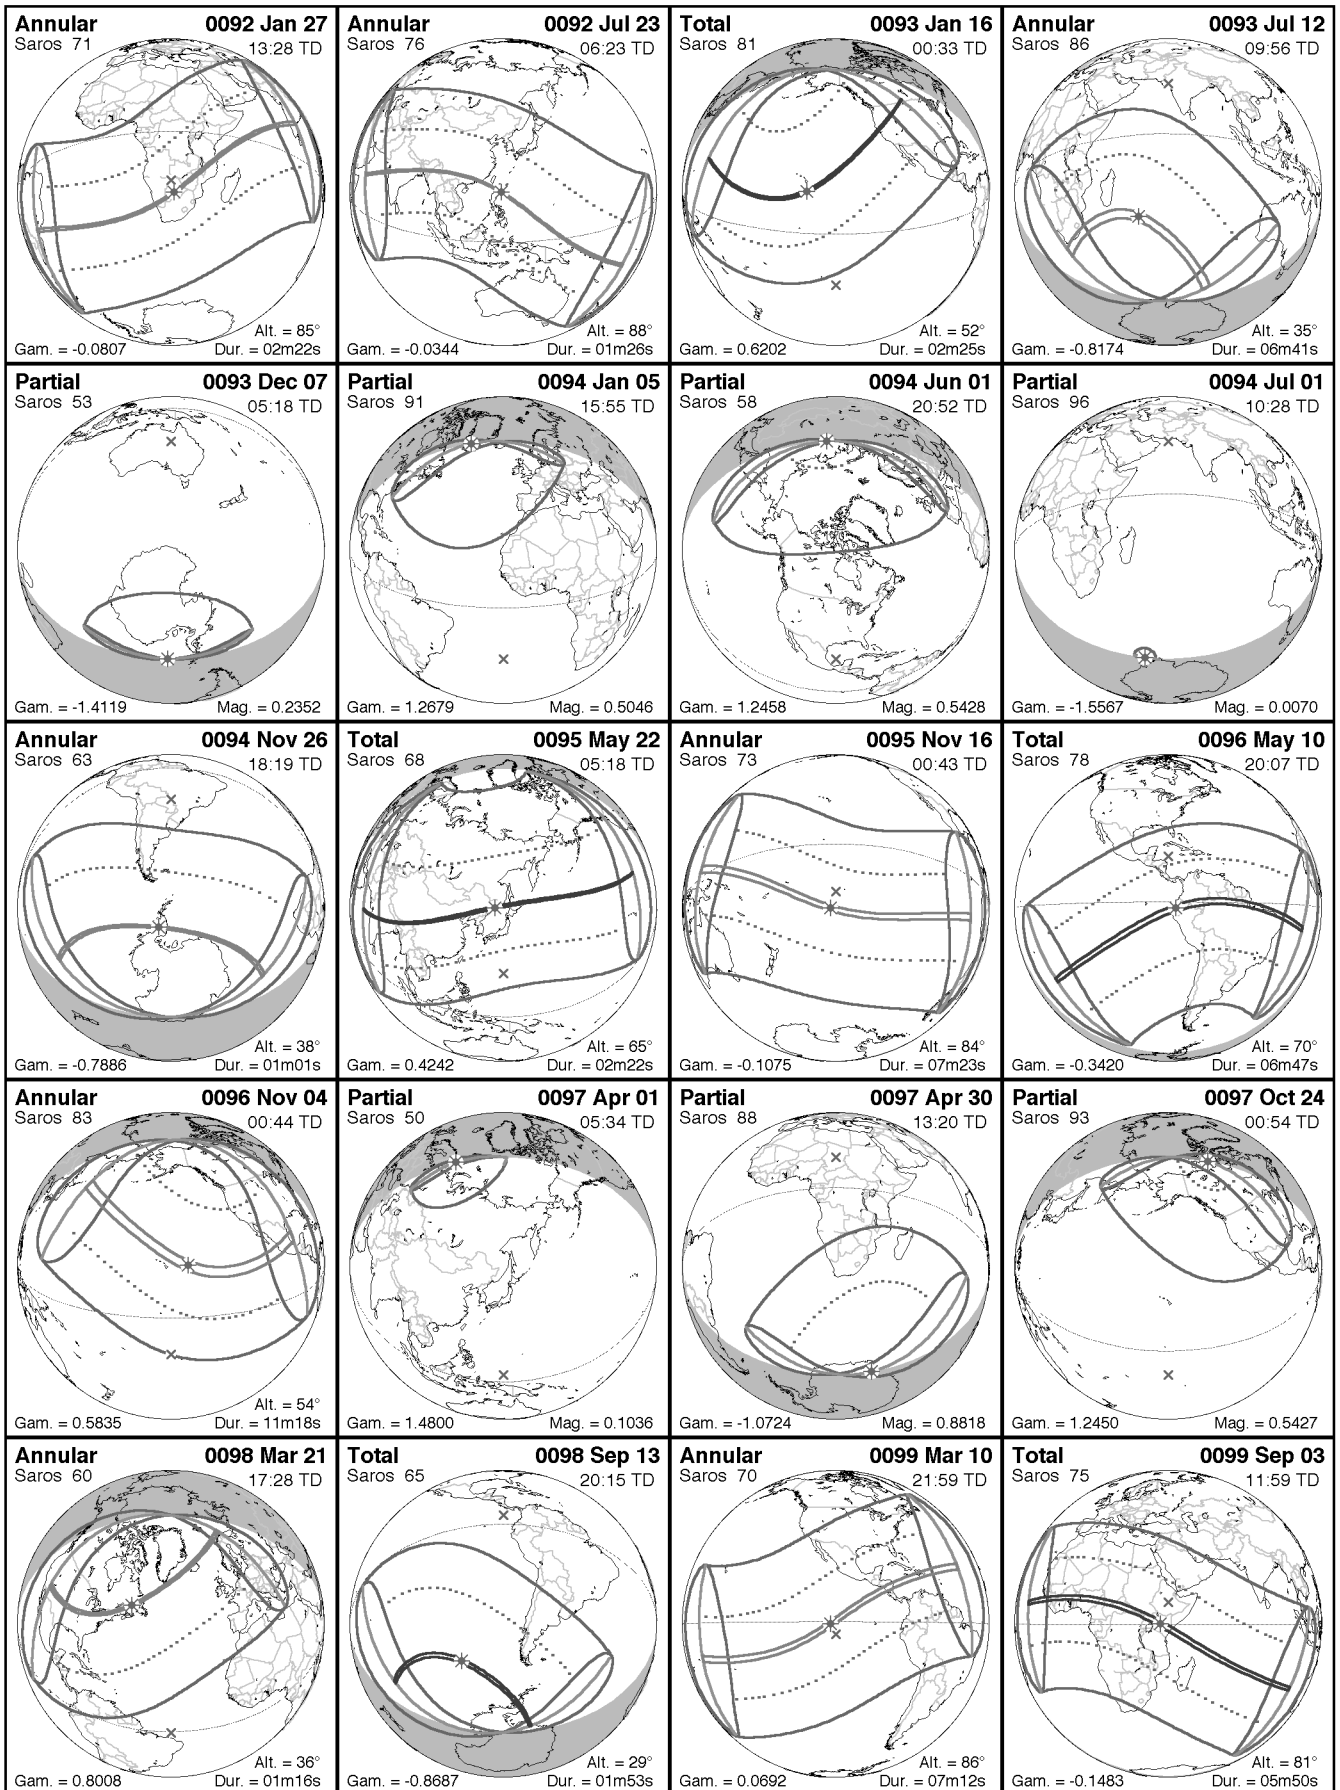 Annular 0092 Jan 27
Saros 71 13:28 TD
Alt. = 85°
Gam. = -0.0807 Dur. = 02m22s
Annular 0092 Jul 23
Saros 76 06:23 TD
Alt. = 88°
Gam. = -0.0344 Dur. = 01m26s
Total 0093 Jan 16
Saros 81 00:33 TD
Alt. = 52°
Gam. = 0.6202 Dur. = 02m25s
Annular 0093 Jul 12
Saros 86 09:56 TD
Alt. = 35°
Gam. = -0.8174 Dur. = 06m41s
Partial 0093 Dec 07
Saros 53 05:18 TD
Gam. = -1.4119 Mag. = 0.2352
Partial 0094 Jan 05
Saros 91 15:55 TD
Gam. = 1.2679 Mag. = 0.5046
Partial 0094 Jun 01
Saros 58 20:52 TD
Gam. = 1.2458 Mag. = 0.5428
Partial 0094 Jul 01
Saros 96 10:28 TD
Gam. = -1.5567 Mag. = 0.0070
Annular 0094 Nov 26
Saros 63 18:19 TD
Alt. = 38°
Gam. = -0.7886 Dur. = 01m01s
Total 0095 May 22
Saros 68 05:18 TD
Alt. = 65°
Gam. = 0.4242 Dur. = 02m22s
Annular 0095 Nov 16
Saros 73 00:43 TD
Alt. = 84°
Gam. = -0.1075 Dur. = 07m23s
Total 0096 May 10
Saros 78 20:07 TD
Alt. = 70°
Gam. = -0.3420 Dur. = 06m47s
Annular 0096 Nov 04
Saros 83 00:44 TD
Alt. = 54°
Gam. = 0.5835 Dur. = 11m18s
Partial 0097 Apr 01
Saros 50 05:34 TD
Gam. = 1.4800 Mag. = 0.1036
Partial 0097 Apr 30
Saros 88 13:20 TD
Gam. = -1.0724 Mag. = 0.8818
Partial 0097 Oct 24
Saros 93 00:54 TD
Gam. = 1.2450 Mag. = 0.5427
Annular 0098 Mar 21
Saros 60 17:28 TD
Alt. = 36°
Gam. = 0.8008 Dur. = 01m16s
Total 0098 Sep 13
Saros 65 20:15 TD
Alt. = 29°
Gam. = -0.8687 Dur. = 01m53s
Annular 0099 Mar 10
Saros 70 21:59 TD
Alt. = 86°
Gam. = 0.0692 Dur. = 07m12s
Total 0099 Sep 03
Saros 75 11:59 TD
Alt. = 81°
Gam. = -0.1483 Dur. = 05m50s